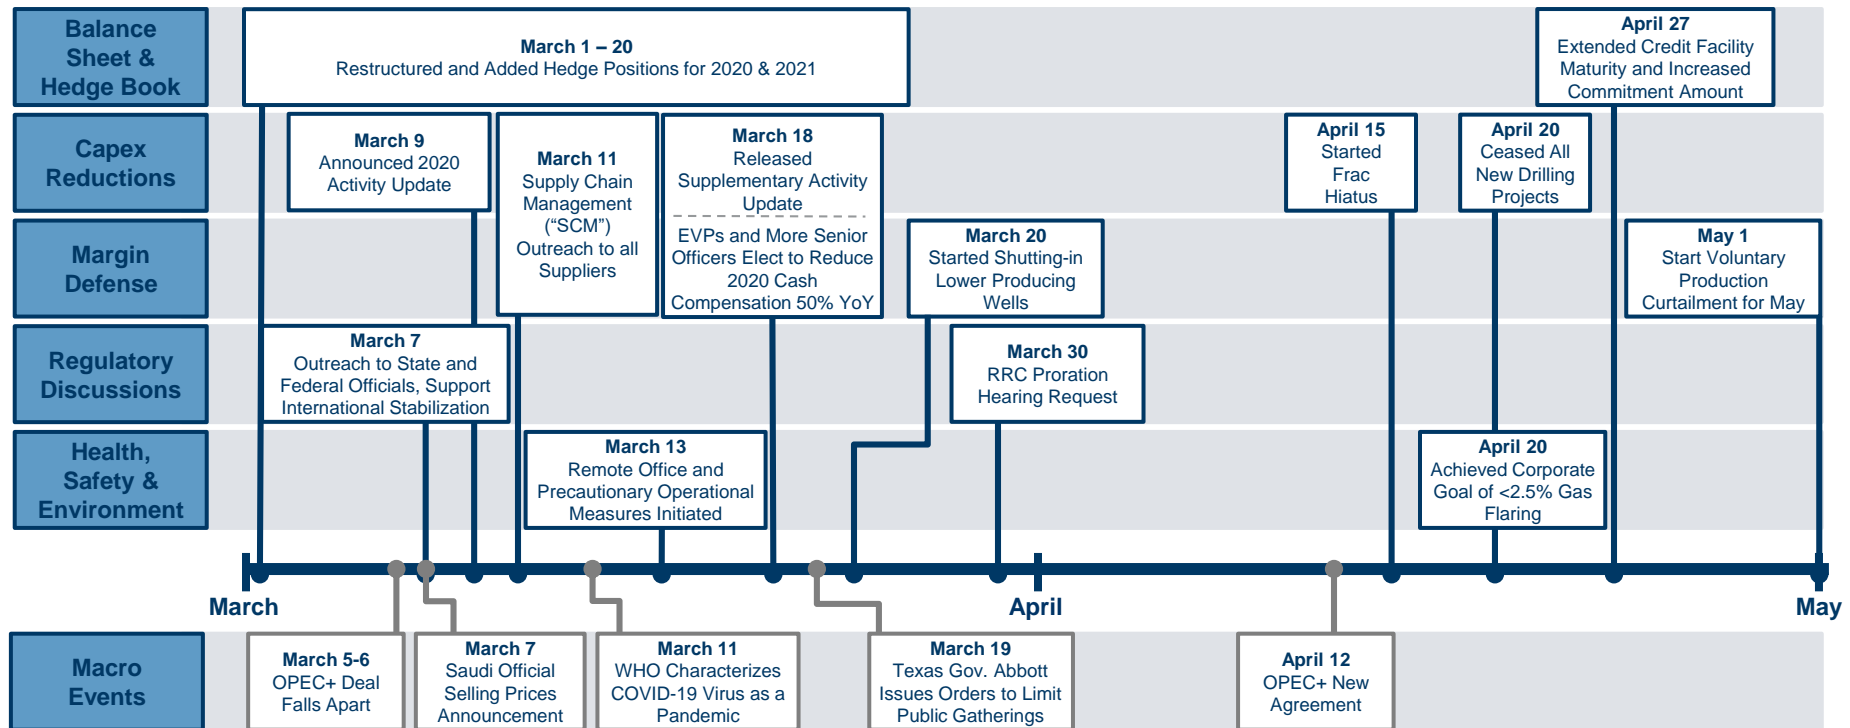 Balance
Sheet &
Hedge Book
March 1 – 20
Restructured and Added Hedge Positions for 2020 & 2021
April 27
Extended Credit Facility
Maturity and Increased
Commitment Amount
Capex
Reductions
March 9
Announced 2020
Activity Update
March 11
Supply Chain
Management
(“SCM”)
Outreach to all
Suppliers
March 18
Released
Supplementary Activity
Update
EVPs and More Senior
Officers Elect to Reduce
2020 Cash
Compensation 50% YoY
April 15
Started
Frac
Hiatus
April 20
Ceased All
New Drilling
Projects
Margin
Defense
March 20
Started Shutting-in
Lower Producing
Wells
May 1
Start Voluntary
Production
Curtailment for May
Regulatory
Discussions
March 7
Outreach to State and
Federal Officials, Support
International Stabilization
March 30
RRC Proration
Hearing Request
Health,
Safety &
Environment
March 13
Remote Office and
Precautionary Operational
Measures Initiated
April 20
Achieved Corporate
Goal of <2.5% Gas
Flaring
March
April
May
Macro
Events
March 5-6
OPEC+ Deal
Falls Apart
March 7
Saudi Official
Selling Prices
Announcement
March 11
WHO Characterizes
COVID-19 Virus as a
Pandemic
March 19
Texas Gov. Abbott
Issues Orders to Limit
Public Gatherings
April 12
OPEC+ New
Agreement